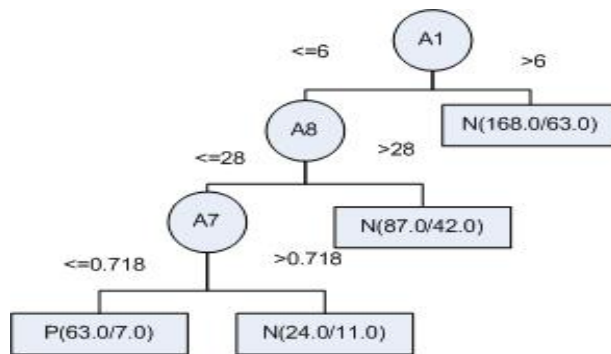 A1
<=6
>6
A8
N(168.0/63.0)
<=28
>28
A7
N(87.0/42.0)
<=0.718
>0.718
P(63.0/7.0)
N(24.0/11.0)